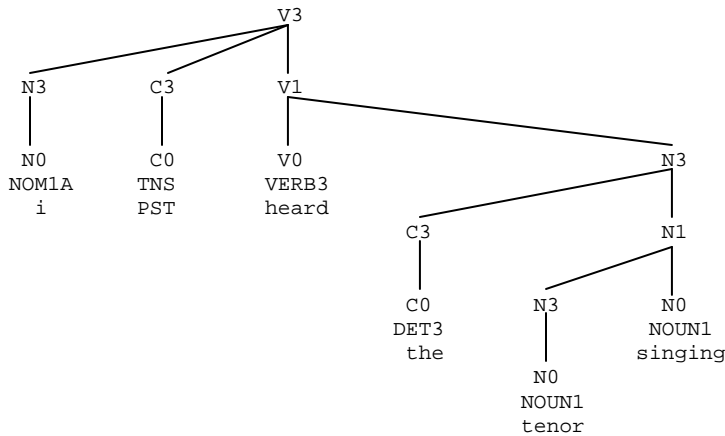 V3
N3 C3 V1
N0 C0 V0 N3
NOM1A TNS VERB3
i PST heard
C3 N1
C0 N3 N0
DET3 NOUN1
the singing
N0
NOUN1
tenor